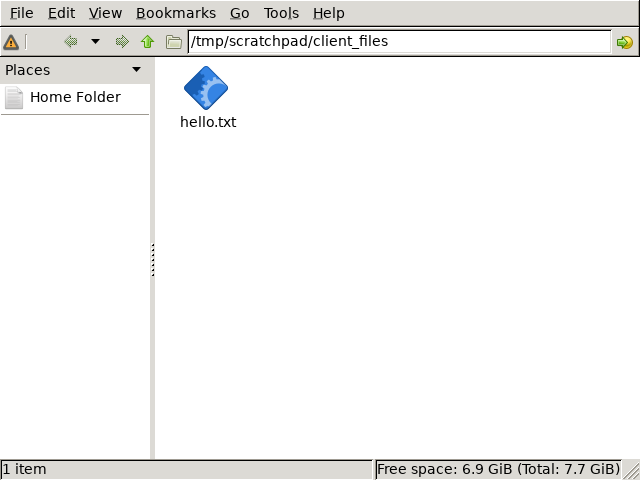 File Edit View Bookmarks Go Tools Help
/tmp/scratchpad/client_files
Places
Home Folder
hello.txt
1 item
Free space: 6.9 GiB (Total: 7.7 GiB)